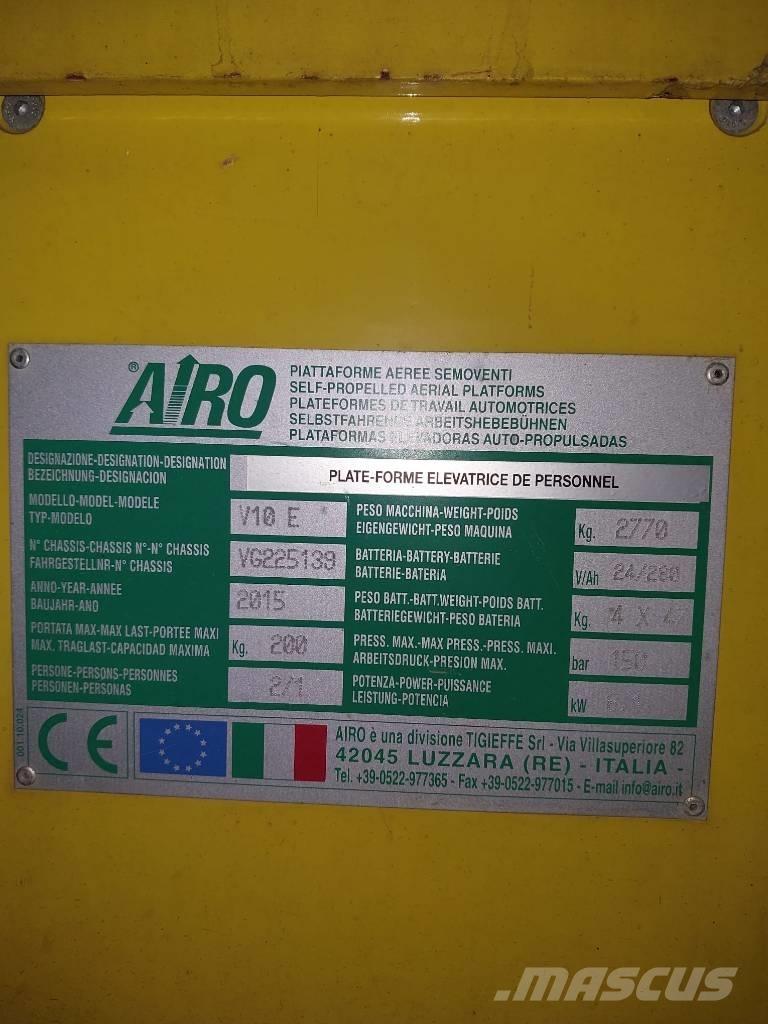 ® AIRO
PIATTAFORME AEREE SEMOVENTI
SELF-PROPELLED AERIAL PLATFORMS
PLATEFORMES DE TRAVAIL AUTOMOTRICES
SELBSTFAHRENDE ARBEITSHEBEBÜHNEN
PLATAFORMAS ELEVADORAS AUTO-PROPULSADAS
DESIGNAZIONE-DESIGNATION-DESIGNATION
BEZEICHNUNG-DESIGNACION
PLATE-FORME ELEVATRICE DE PERSONNEL
MODELLO-MODEL-MODELE
TYP-MODELO
V10 E *
N° CHASSIS-CHASSIS N°-N° CHASSIS
FAHRGESTELLNR-N° CHASSIS
VG225139
ANNO-YEAR-ANNEE
BAUJAHR-ANO
2015
PORTATA MAX-MAX LAST-PORTEE MAXI
MAX. TRAGLAST-CAPACIDAD MAXIMA
Kg. 200
PERSONE-PERSONS-PERSONNES
PERSONEN-PERSONAS
2/1
PESO MACCHINA-WEIGHT-POIDS
EIGENGEWICHT-PESO MAQUINA
Kg. 2770
BATTERIA-BATTERY-BATTERIE
BATTERIE-BATERIA
V/Ah 24/280
PESO BATT.-BATT.WEIGHT-POIDS BATT.
BATTERIEGEWICHT-PESO BATERIA
Kg. 4 X
PRESS. MAX.-MAX PRESS.-PRESS. MAXI.
ARBEITSDRUCK-PRESION MAX.
bar 190
POTENZA-POWER-PUISSANCE
LEISTUNG-POTENCIA
kW
001.10.024
CE
AIRO è una divisione TIGIEFFE Srl - Via Villasuperiore 82
42045 LUZZARA (RE) - ITALIA -
Tel. +39-0522-977365 - Fax +39-0522-977015 - E-mail info@airo.it
MASCUS